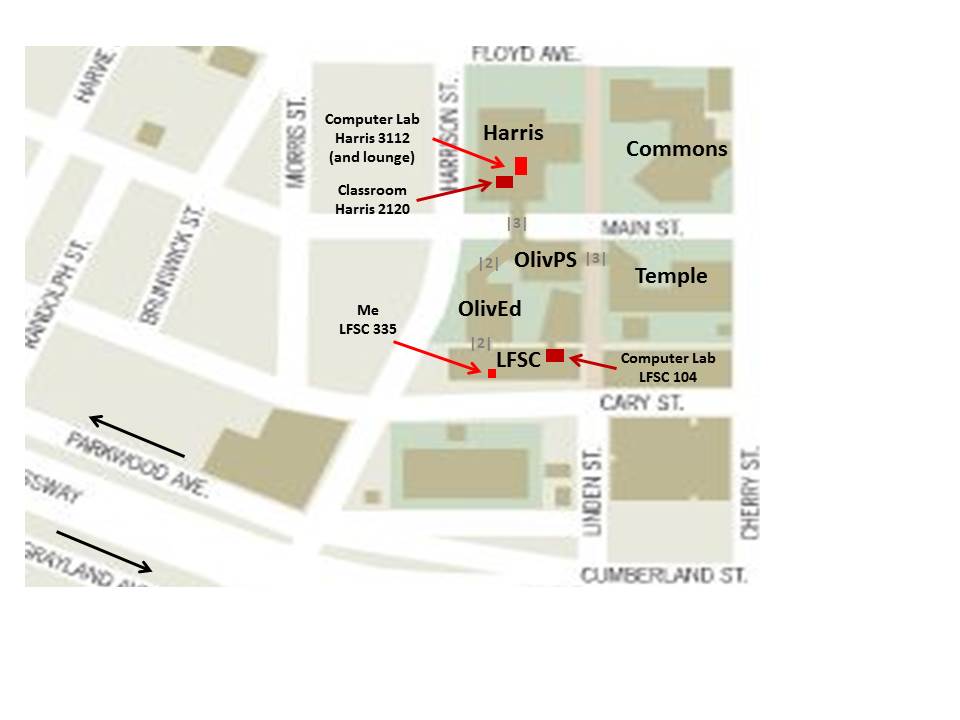 FLOYD AVE.
HARVIE
MORRIS ST.
HARRISON ST.
Computer Lab
Harris 3112
(and lounge)
Harris
Commons
Classroom
Harris 2120
|3|
MAIN ST.
BRUNSWICK ST.
RANDOLPH ST.
|2|
OlivPS
|3|
Temple
Me
LFSC 335
OlivEd
|2|
LFSC
Computer Lab
LFSC 104
CARY ST.
PARKWOOD AVE.
SSWAY
LINDEN ST.
CHERRY ST.
GRAYLAND AV
CUMBERLAND ST.